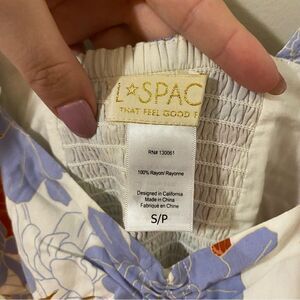 L★SPAC
THAT FEEL GOOD
RN# 130061
100% Rayon/ Rayonne
Designed in California
Made in China
Fabriqué en Chine
S/P